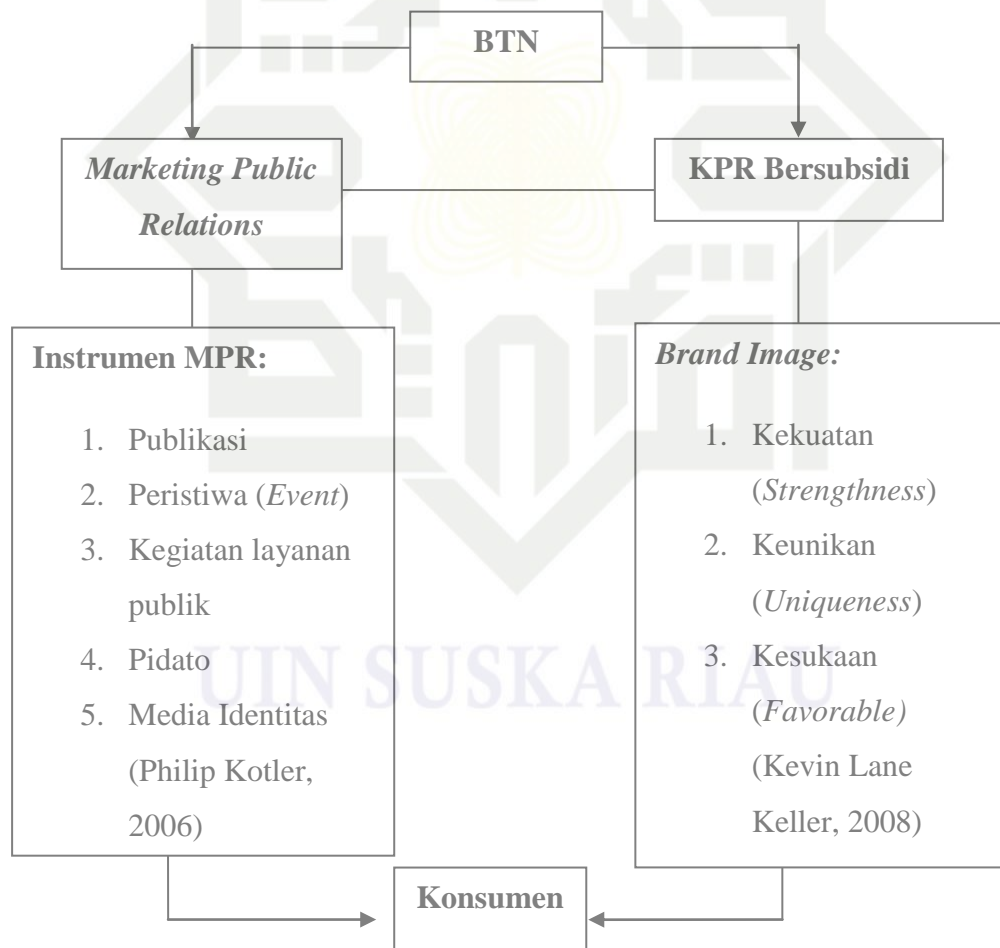 BTN
Marketing Public
Relations
KPR Bersubsidi
Instrumen MPR:
1. Publikasi
2. Peristiwa (Event)
3. Kegiatan layanan
publik
4. Pidato
5. Media Identitas
(Philip Kotler,
2006)
Brand Image:
1. Kekuatan
(Strengthness)
2. Keunikan
(Uniqueness)
3. Kesukaan
(Favorable)
(Kevin Lane
Keller, 2008)
UIN SUSKA RIAU
Konsumen